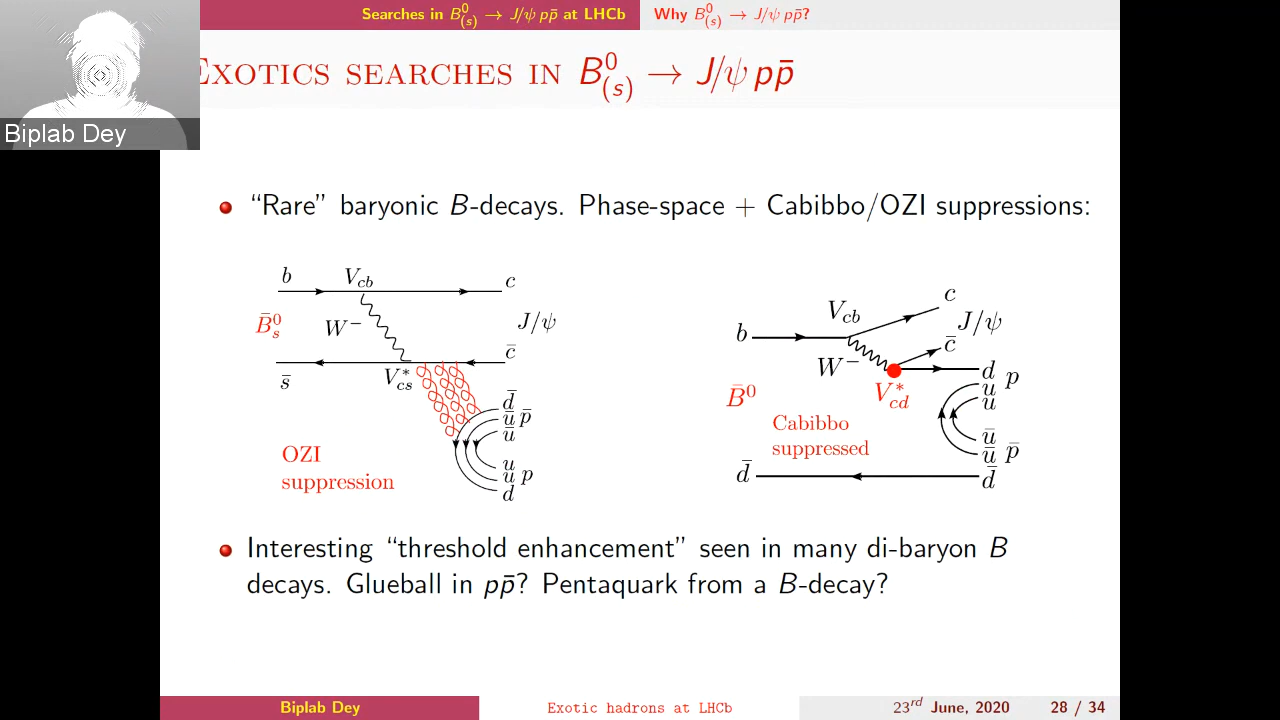 Searches in B⁰₍ₛ₎ → J/ψ pp̄ at LHCb
Why B⁰₍ₛ₎ → J/ψ pp̄?
EXOTICS SEARCHES IN B⁰₍ₛ₎ → J/ψ pp̄
Biplab Dey
“Rare” baryonic B-decays. Phase-space + Cabibbo/OZI suppressions:
b
V_cb
c
B̄⁰ₛ
W⁻
J/ψ
s̄
V*_cs
c̄
d̄
ū p̄
ū
OZI
suppression
u
u p
d
b
V_cb
c
J/ψ
c̄
W⁻
V*_cd
d
u p
u
B̄⁰
Cabibbo
suppressed
ū
ū p̄
d̄
d̄
Interesting “threshold enhancement” seen in many di-baryon B
decays. Glueball in pp̄? Pentaquark from a B-decay?
Biplab Dey
Exotic hadrons at LHCb
23ʳᵈ June, 2020
28 / 34